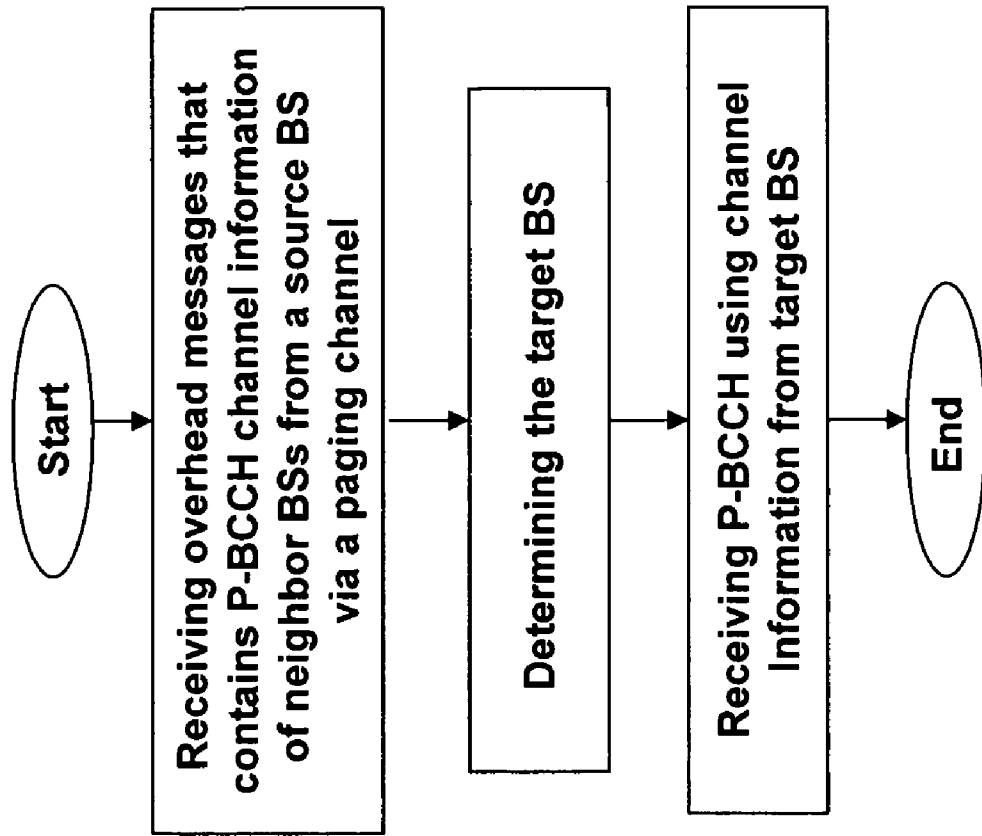 Start
Receiving overhead messages that
contains P-BCCH channel information
of neighbor BSs from a source BS
via a paging channel
Determining the target BS
Receiving P-BCCH using channel
Information from target BS
End